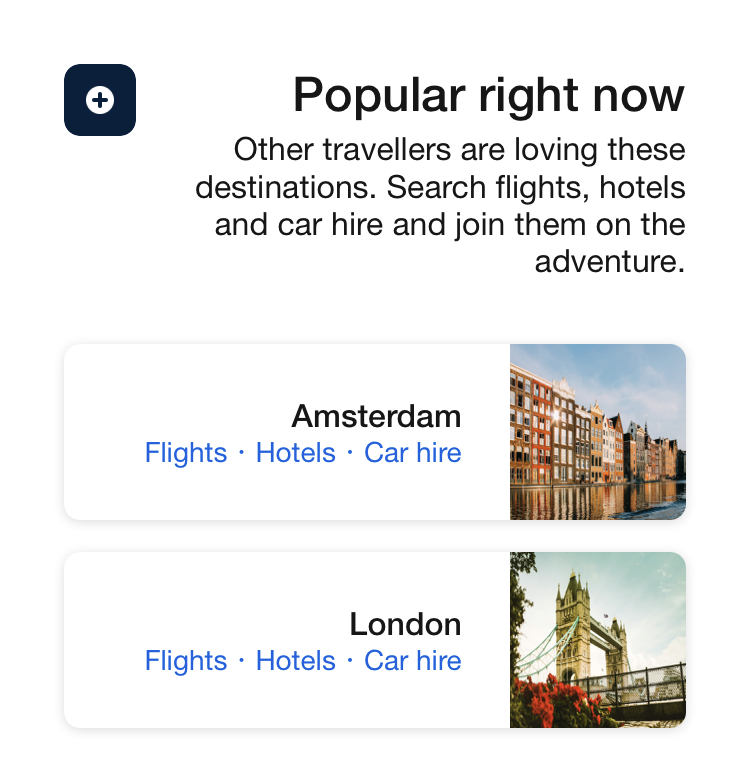 Popular right now
Other travellers are loving these
destinations. Search flights, hotels
and car hire and join them on the
adventure.
Amsterdam
Flights · Hotels · Car hire
London
Flights · Hotels · Car hire